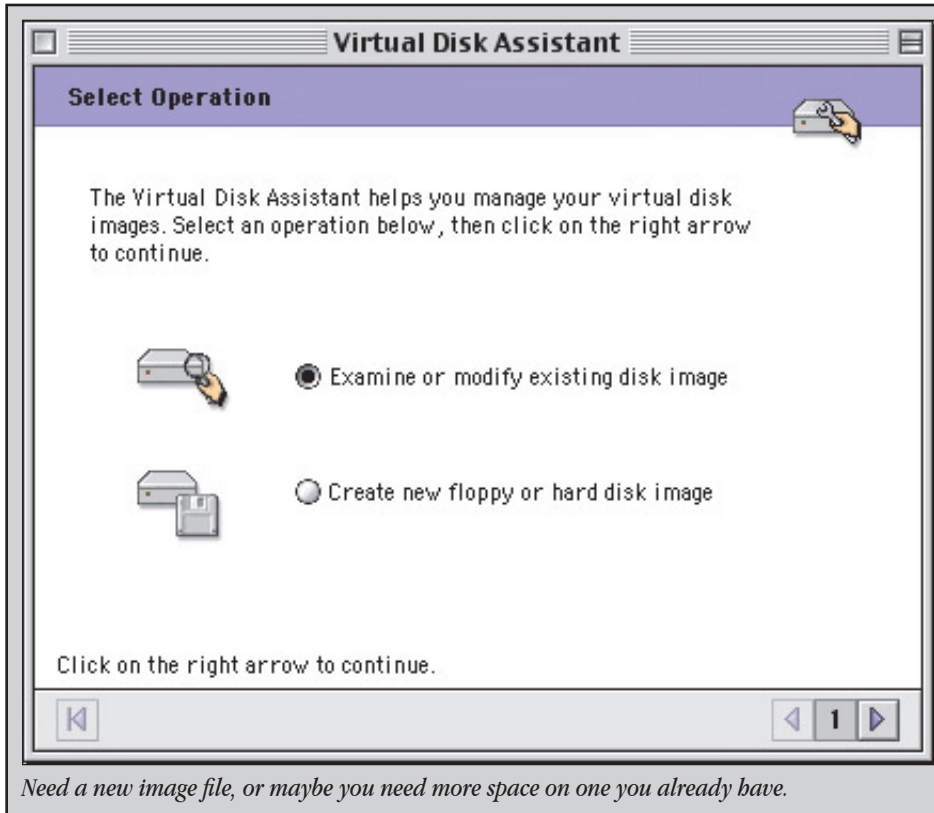 Virtual Disk Assistant
Select Operation
The Virtual Disk Assistant helps you manage your virtual disk
images. Select an operation below, then click on the right arrow
to continue.
Examine or modify existing disk image
Create new floppy or hard disk image
Click on the right arrow to continue.
1
Need a new image file, or maybe you need more space on one you already have.